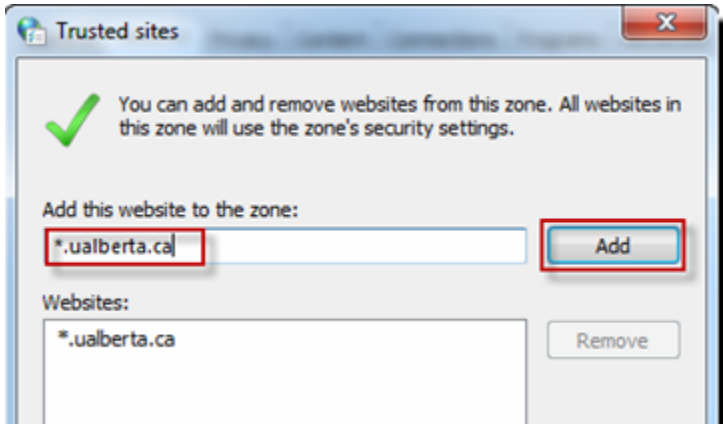 Trusted sites
You can add and remove websites from this zone. All websites in
this zone will use the zone's security settings.
Add this website to the zone:
*.ualberta.ca
Add
Websites:
*.ualberta.ca
Remove